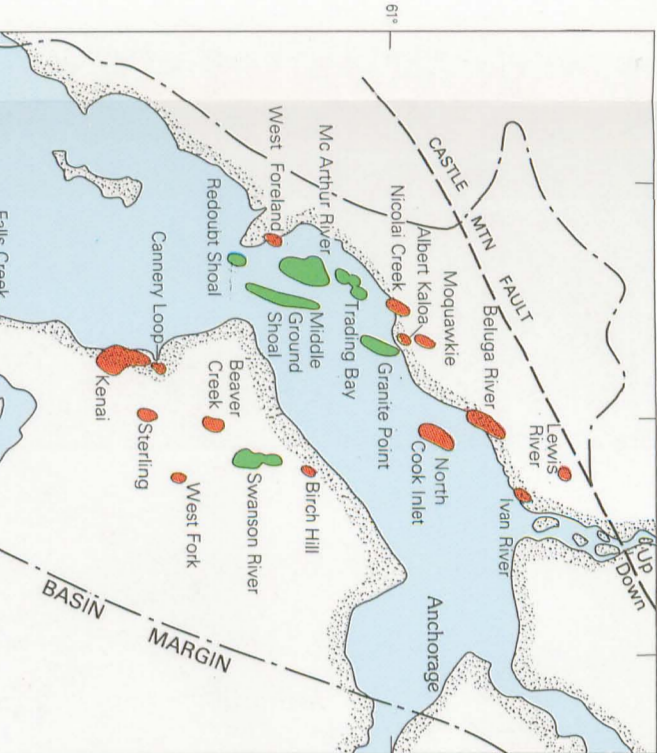 61°
CASTLE MTN FAULT
Up
Down
Lewis
River
Beluga River
Ivan River
Moquawkie
Albert Kaloa
Nicolai Creek
North
Cook Inlet
Granite Point
Trading Bay
Mc Arthur River
West Foreland
Middle
Ground
Shoal
Redoubt Shoal
Anchorage
Birch Hill
Swanson River
Beaver
Creek
West Fork
Sterling
Cannery Loop
Kenai
Falls Creek
BASIN MARGIN